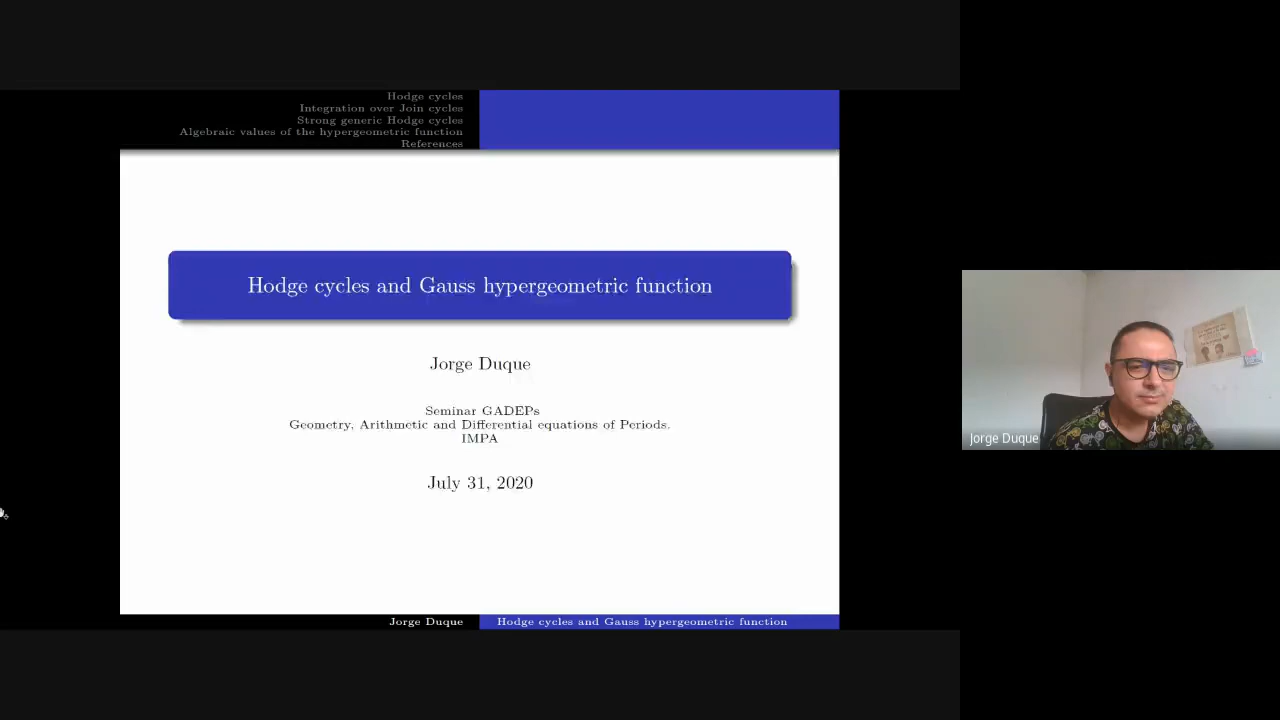 Hodge cycles
Integration over Join cycles
Strong generic Hodge cycles
Algebraic values of the hypergeometric function
References
Hodge cycles and Gauss hypergeometric function
Jorge Duque
Seminar GADEPs
Geometry, Arithmetic and Differential equations of Periods.
IMPA
July 31, 2020
Jorge Duque
Hodge cycles and Gauss hypergeometric function
Jorge Duque